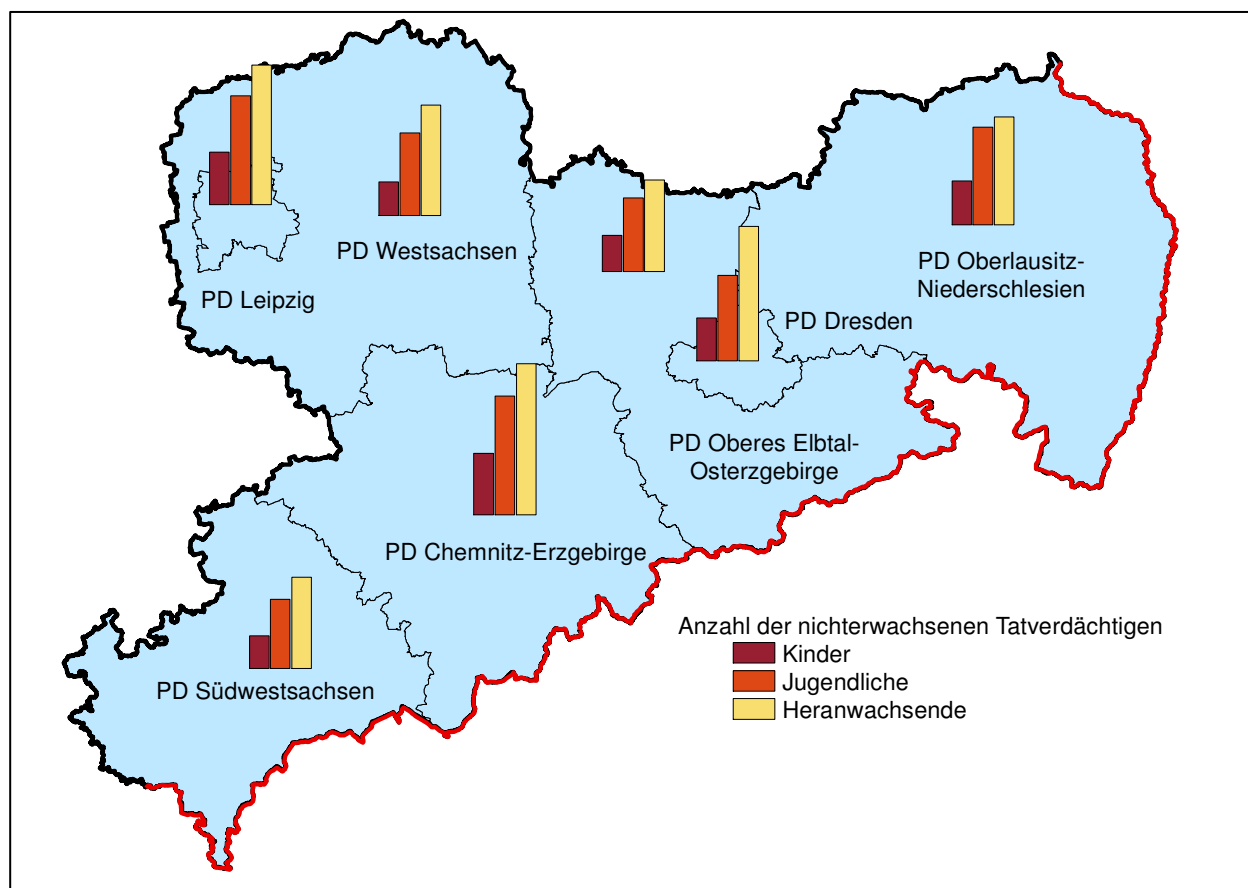 PD Westsachsen
PD Leipzig
PD Oberlausitz-
Niederschlesien
PD Dresden
PD Oberes Elbtal-
Osterzgebirge
PD Chemnitz-Erzgebirge
PD Südwestsachsen
Anzahl der nichterwachsenen Tatverdächtigen
Kinder
Jugendliche
Heranwachsende